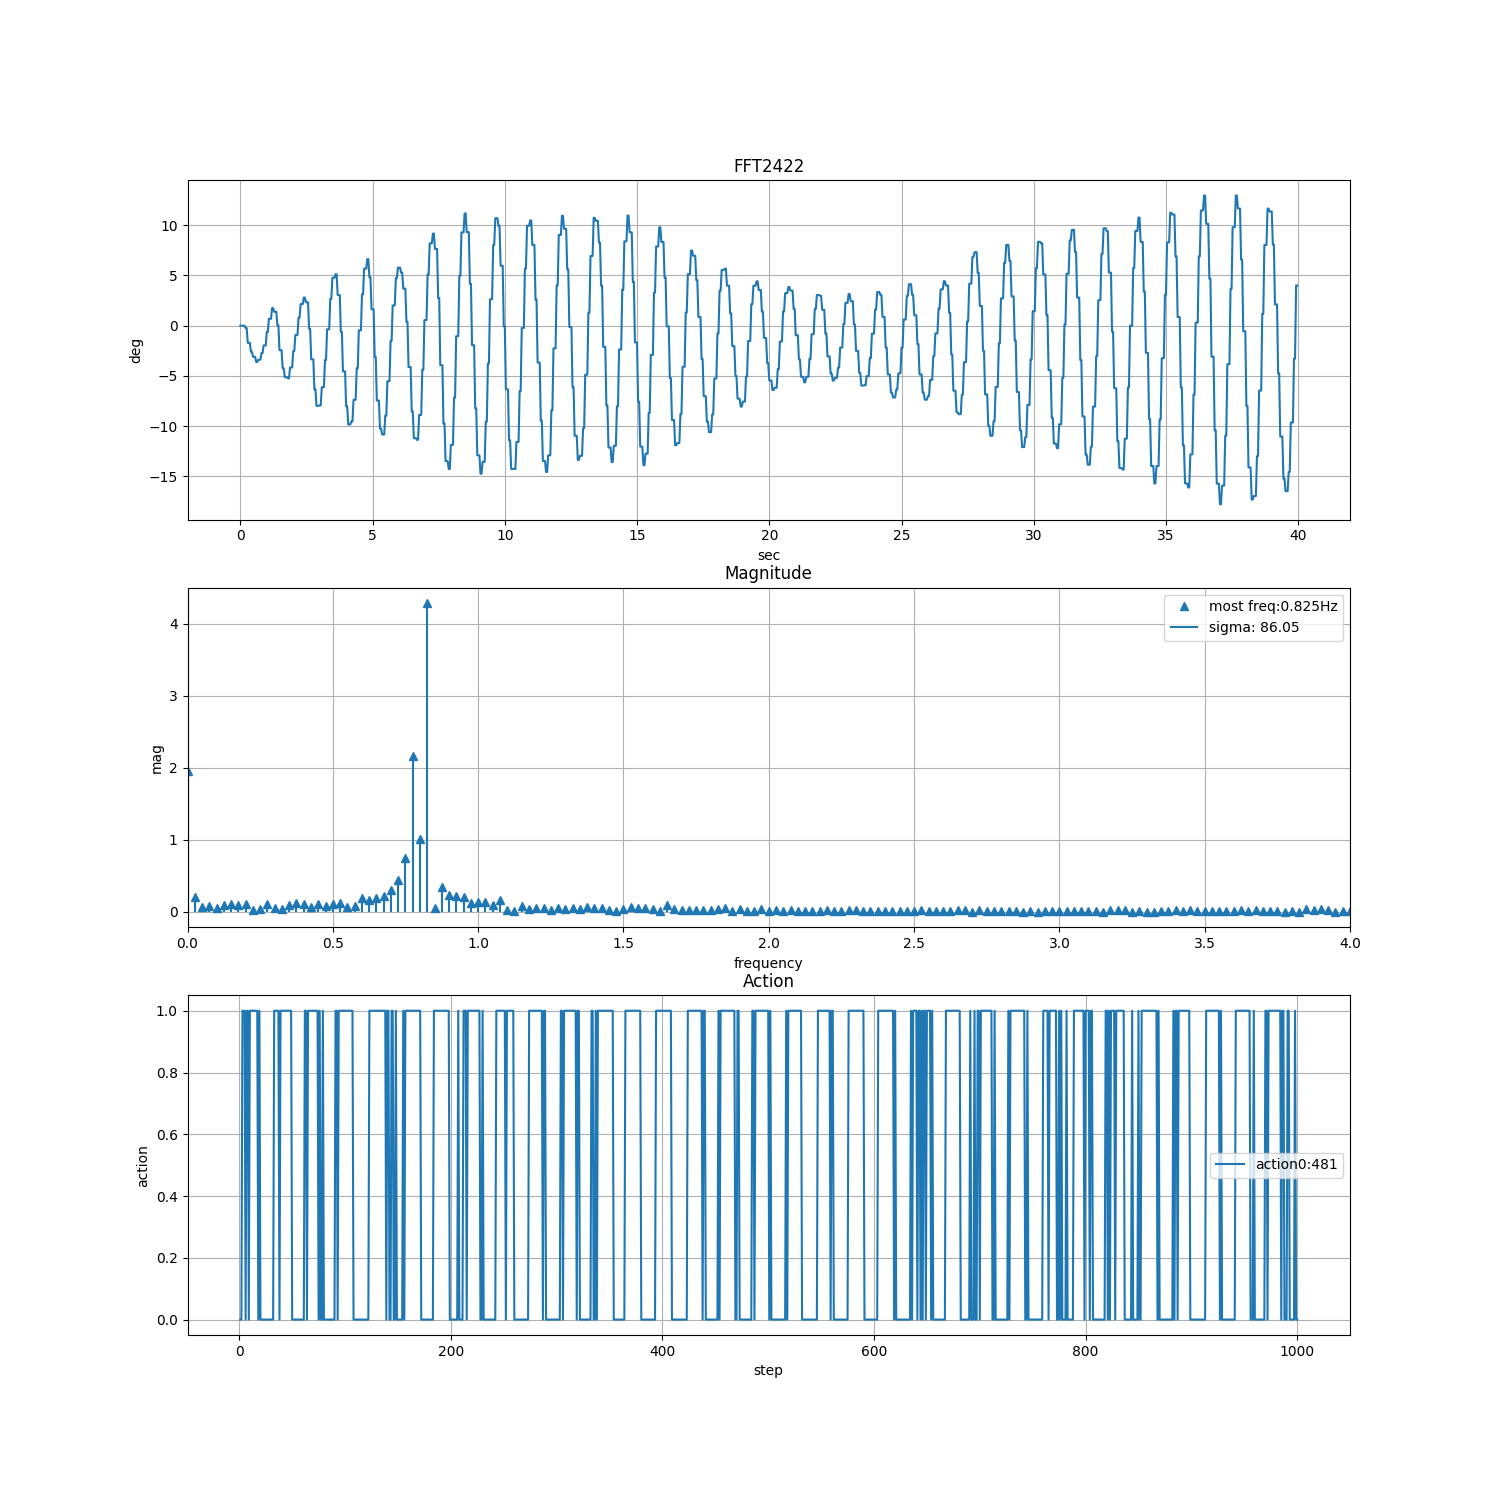 FFT2422
10
5
0
−5
−10
−15
deg
0 5 10 15 20 25 30 35 40
sec
Magnitude
most freq:0.825Hz
sigma: 86.05
4
3
2
1
0
mag
0.0 0.5 1.0 1.5 2.0 2.5 3.0 3.5 4.0
frequency
Action
1.0
0.8
0.6
0.4
0.2
0.0
action
action0:481
0 200 400 600 800 1000
step